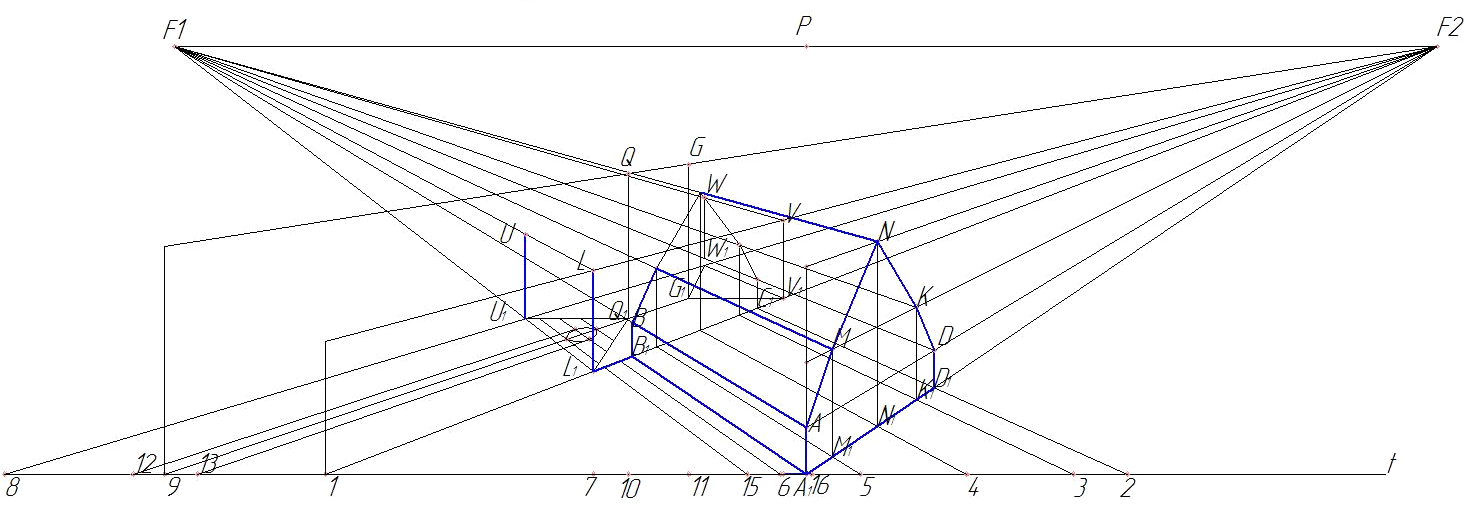 F1 P F2
G
Q
W
V
U N
L W₁
G₁ C V₁ K
U₁ Q₁ B
M D
L₁ B₁
K₁ D₁
A N₁
M₁
12 13 t
8 9 1 7 10 11 15 6 A₁ 16 5 4 3 2